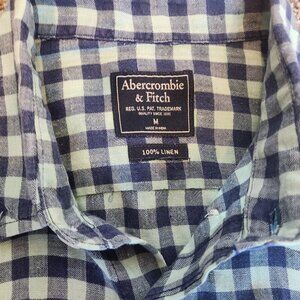 Abercrombie
& Fitch
REG. U.S. PAT. TRADEMARK
QUALITY SINCE 1892
M
MADE IN INDIA
100% LINEN